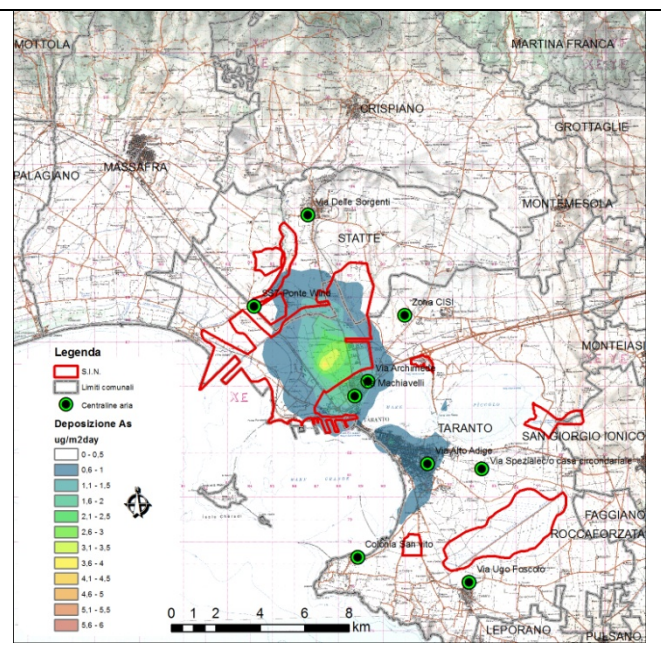 MOTTOLA
MARTINA FRANCA
CRISPIANO
GROTTAGLIE
MASSAFRA
PALAGIANO
MONTEMESOLA
Via Delle Sorgenti
STATTE
SS7 Ponte Wind
Zona CISI
MONTEIASI
Legenda
S.I.N.
Limiti comunali
Centraline aria
Via Archimede
Machiavelli
Deposizione As
ug/m2day
TARANTO
TARANTO
SAN GIORGIO IONICO
0 - 0,5
0,6 - 1
1,1 - 1,5
1,6 - 2
2,1 - 2,5
2,6 - 3
3,1 - 3,5
3,6 - 4
4,1 - 4,5
4,6 - 5
5,1 - 5,5
5,6 - 6
Via Alto Adige
Via Speziale c/o casa circondariale
FAGGIANO
ROCCAFORZATA
Colonia San Vito
Via Ugo Foscolo
LEPORANO
PULSANO
0 1 2 4 6 8
km